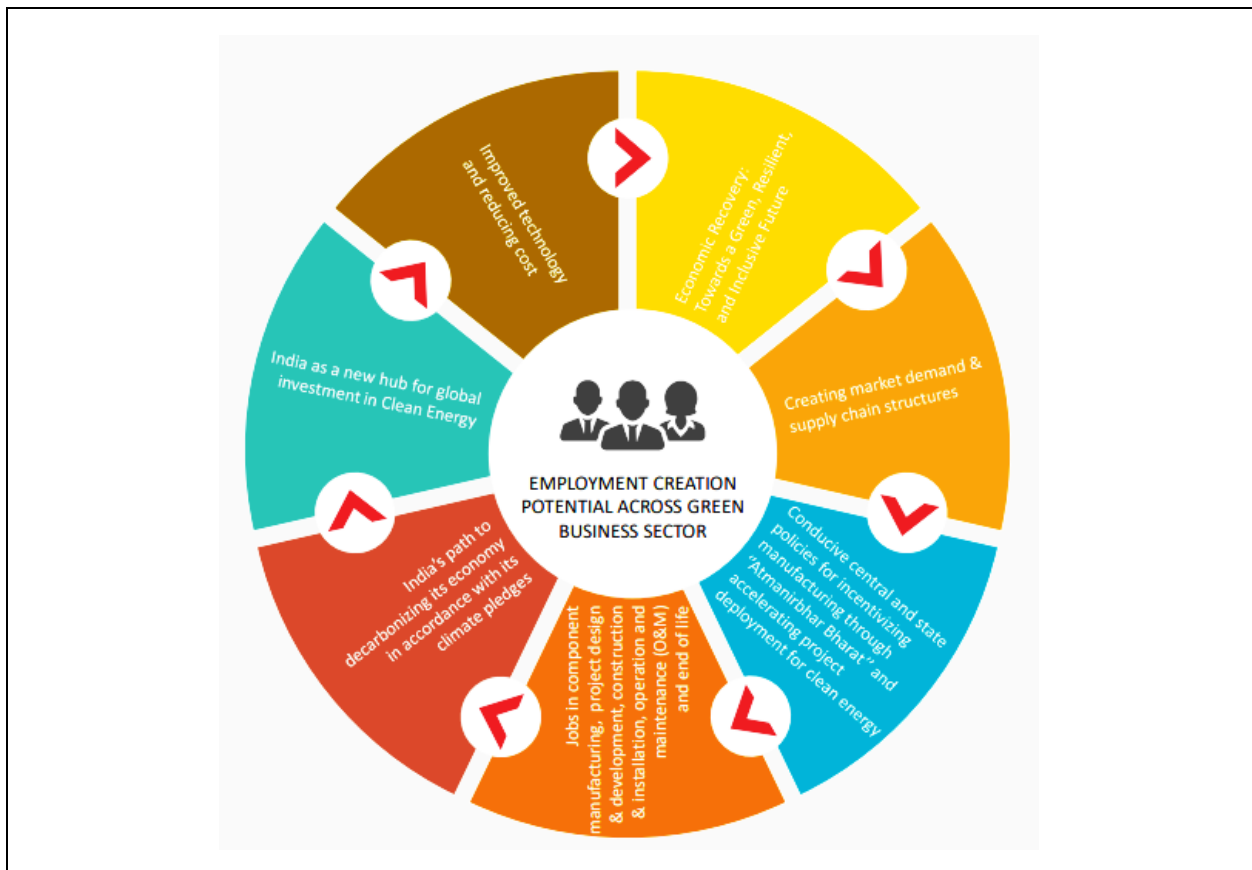 Economic Recovery:
Towards a Green, Resilient,
and Inclusive Future
Creating market demand &
supply chain structures
Conducive central and state
policies for incentivizing
manufacturing through
“Atmanirbhar Bharat” and
accelerating project
deployment for clean energy
Jobs in component
manufacturing, project design
& development, construction
& installation, operation and
maintenance (O&M)
and end of life
India’s path to
decarbonizing its economy
in accordance with its
climate pledges
India as a new hub for global
investment in Clean Energy
Improved technology
and reducing cost
EMPLOYMENT CREATION
POTENTIAL ACROSS GREEN
BUSINESS SECTOR